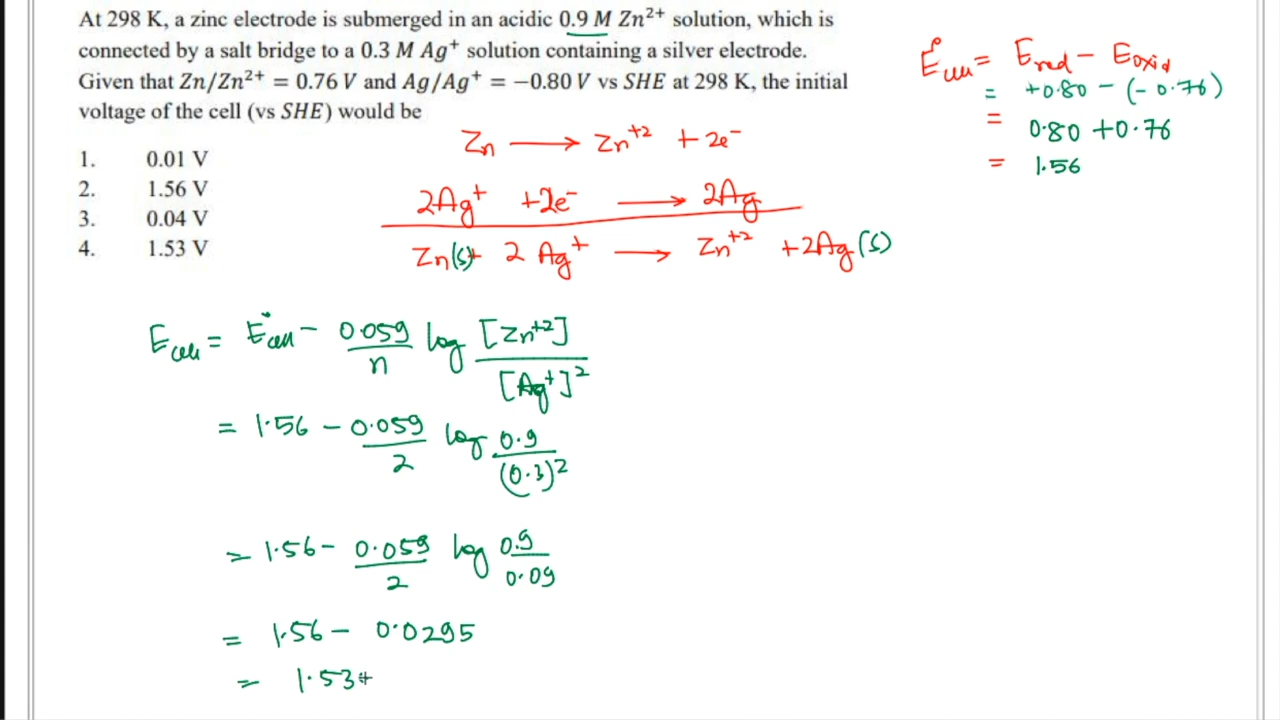 At 298 K, a zinc electrode is submerged in an acidic 0.9 M Zn²⁺ solution, which is
connected by a salt bridge to a 0.3 M Ag⁺ solution containing a silver electrode.
Given that Zn/Zn²⁺ = 0.76 V and Ag/Ag⁺ = −0.80 V vs SHE at 298 K, the initial
voltage of the cell (vs SHE) would be
1. 0.01 V
2. 1.56 V
3. 0.04 V
4. 1.53 V
E°cell = Ered − Eoxid
= +0.80 − (−0.76)
= 0.80 + 0.76
= 1.56
Zn ⟶ Zn⁺² + 2e⁻
2Ag⁺ + 2e⁻ ⟶ 2Ag
Zn(s) + 2Ag⁺ ⟶ Zn⁺² + 2Ag(s)
Ecell = E°cell − 0.059/n log [Zn⁺²]/[Ag⁺]²
= 1.56 − 0.059/2 log 0.9/(0.3)²
= 1.56 − 0.059/2 log 0.9/0.09
= 1.56 − 0.0295
= 1.53